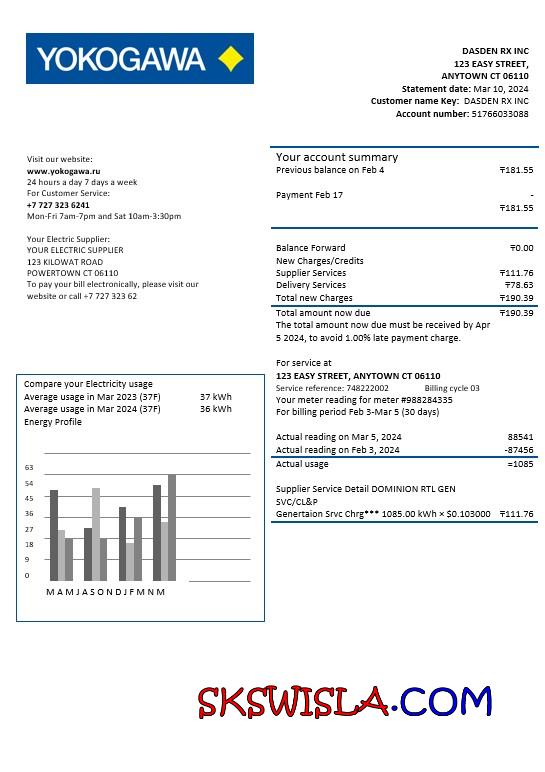 YOKOGAWA
DASDEN RX INC
123 EASY STREET,
ANYTOWN CT 06110
Statement date: Mar 10, 2024
Customer name Key: DASDEN RX INC
Account number: 51766033088
Visit our website:
www.yokogawa.ru
24 hours a day 7 days a week
For Customer Service:
+7 727 323 6241
Mon-Fri 7am-7pm and Sat 10am-3:30pm
Your Electric Supplier:
YOUR ELECTRIC SUPPLIER
123 KILOWAT ROAD
POWERTOWN CT 06110
To pay your bill electronically, please visit our
website or call +7 727 323 62
Your account summary
Previous balance on Feb 4 ₸181.55
Payment Feb 17 -
₸181.55
Balance Forward ₸0.00
New Charges/Credits
Supplier Services ₸111.76
Delivery Services ₸78.63
Total new Charges ₸190.39
Total amount now due ₸190.39
The total amount now due must be received by Apr
5 2024, to avoid 1.00% late payment charge.
For service at
123 EASY STREET, ANYTOWN CT 06110
Service reference: 748222002 Billing cycle 03
Your meter reading for meter #988284335
For billing period Feb 3-Mar 5 (30 days)
Actual reading on Mar 5, 2024 88541
Actual reading on Feb 3, 2024 -87456
Actual usage =1085
Supplier Service Detail DOMINION RTL GEN
SVC/CL&P
Genertaion Srvc Chrg*** 1085.00 kWh × $0.103000 ₸111.76
Compare your Electricity usage
Average usage in Mar 2023 (37F) 37 kWh
Average usage in Mar 2024 (37F) 36 kWh
Energy Profile
63
54
45
36
27
18
9
0
M A M J A S O N D J F M N M
SKSWISLA.COM